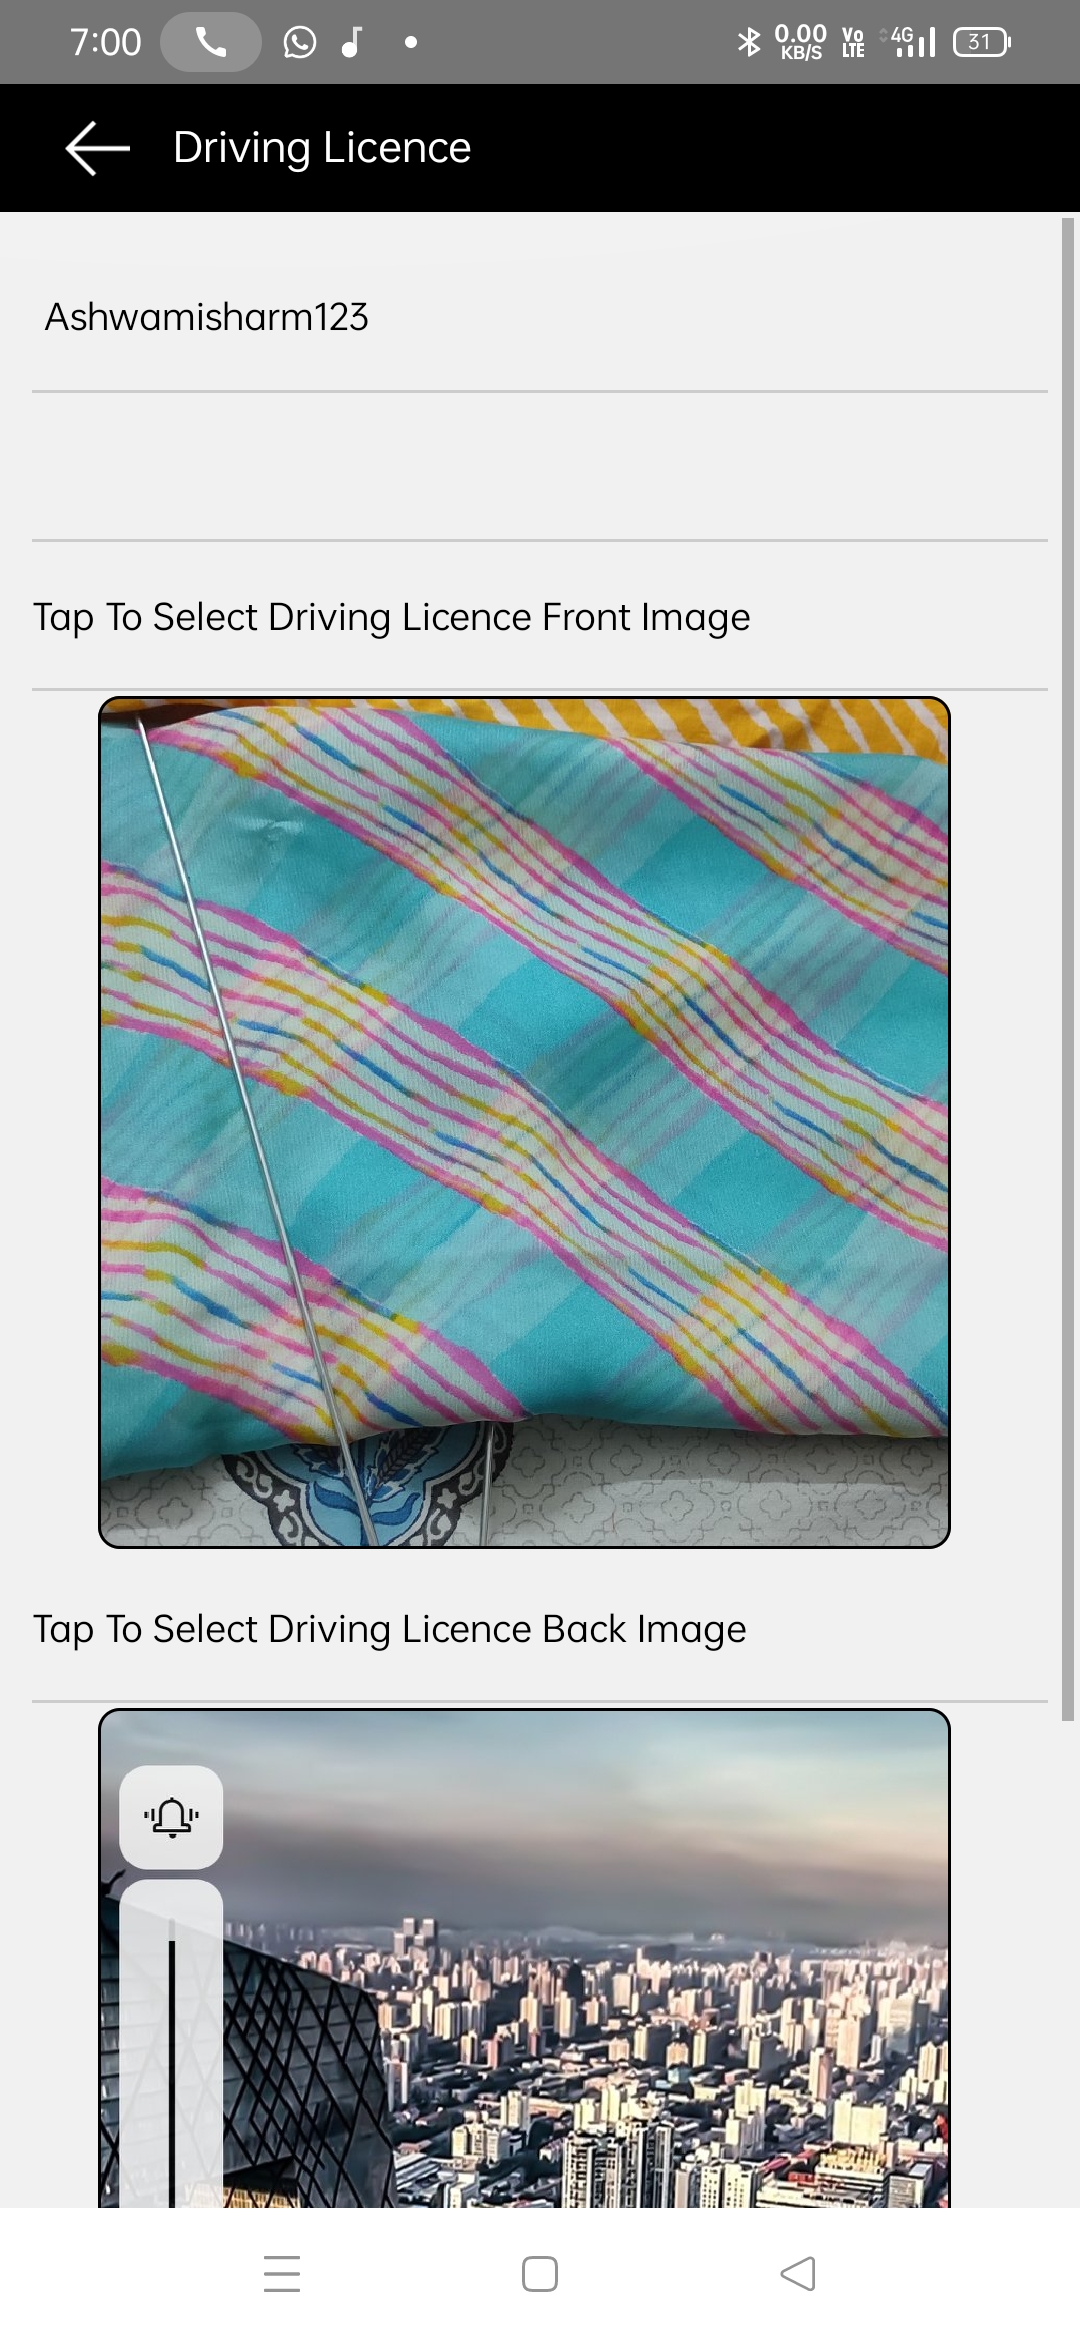 7:00
0.00 KB/S
Vo LTE
4G
31
Driving Licence
Ashwamisharm123
Tap To Select Driving Licence Front Image
Tap To Select Driving Licence Back Image